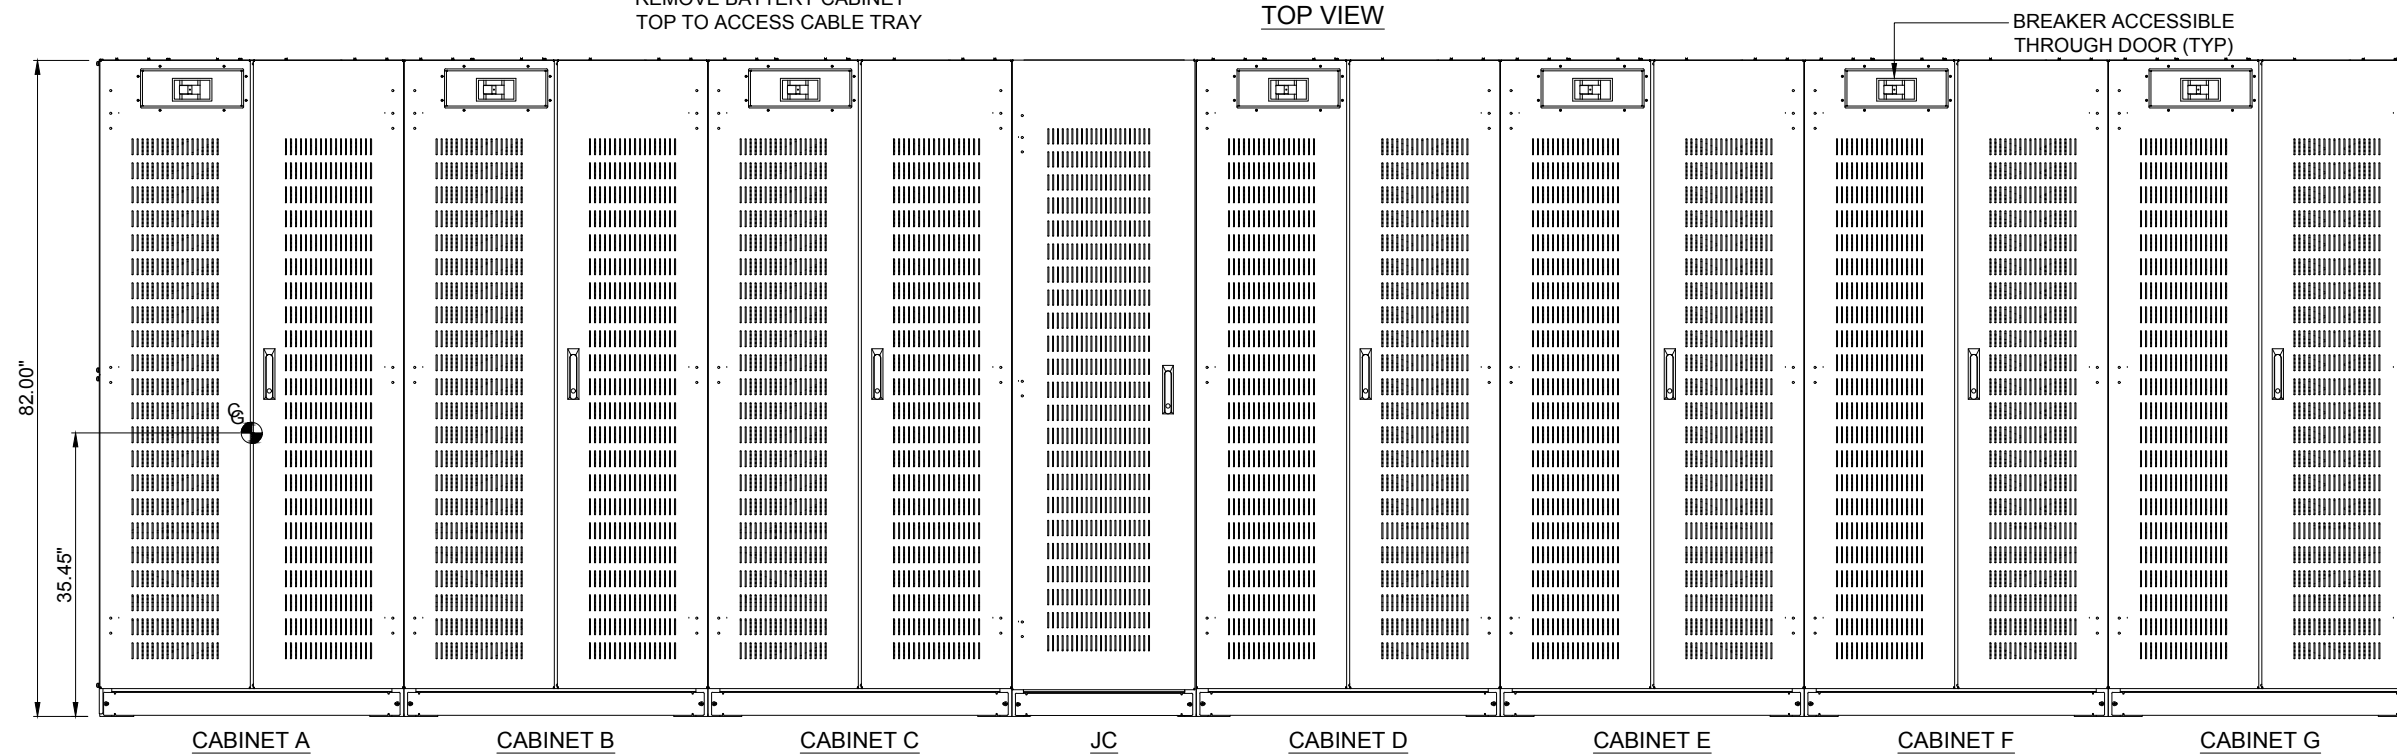 REMOVE BATTERY CABINET
TOP TO ACCESS CABLE TRAY
TOP VIEW
BREAKER ACCESSIBLE
THROUGH DOOR (TYP)
82.00"
35.45"
CG
CABINET A
CABINET B
CABINET C
JC
CABINET D
CABINET E
CABINET F
CABINET G